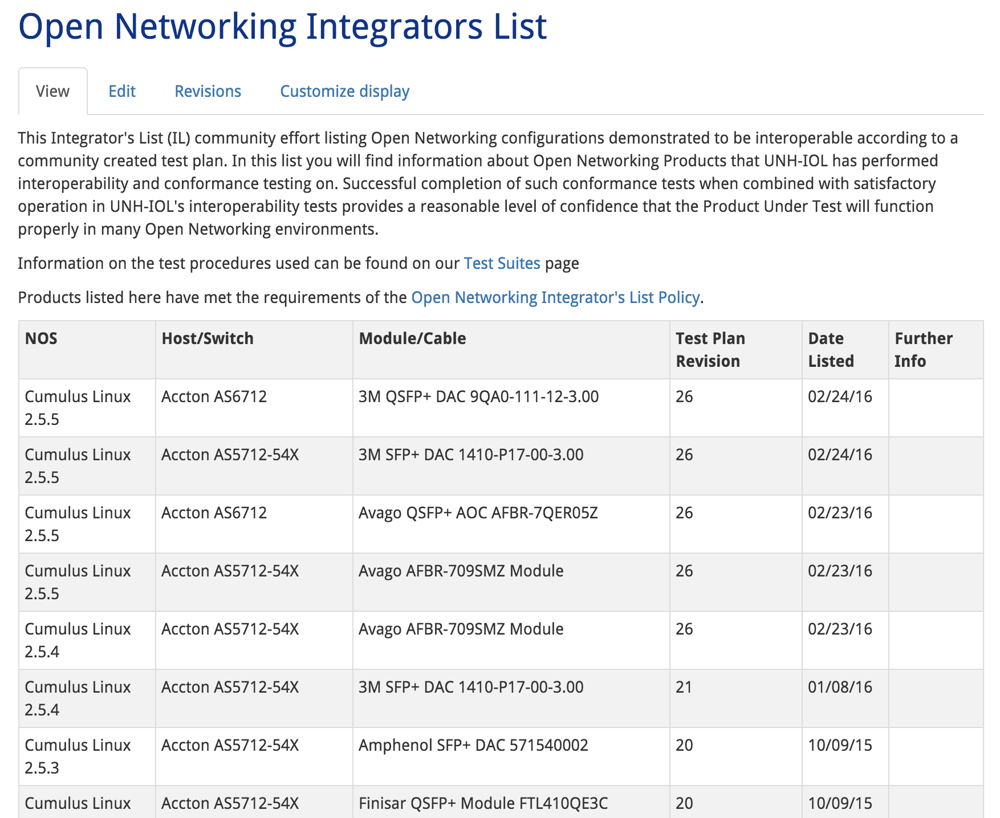 Open Networking Integrators List
View Edit Revisions Customize display
This Integrator's List (IL) community effort listing Open Networking configurations demonstrated to be interoperable according to a
community created test plan. In this list you will find information about Open Networking Products that UNH-IOL has performed
interoperability and conformance testing on. Successful completion of such conformance tests when combined with satisfactory
operation in UNH-IOL's interoperability tests provides a reasonable level of confidence that the Product Under Test will function
properly in many Open Networking environments.
Information on the test procedures used can be found on our Test Suites page
Products listed here have met the requirements of the Open Networking Integrator's List Policy.
NOS Host/Switch Module/Cable Test Plan Date Further
Revision Listed Info
Cumulus Linux Accton AS6712 3M QSFP+ DAC 9QA0-111-12-3.00 26 02/24/16
2.5.5
Cumulus Linux Accton AS5712-54X 3M SFP+ DAC 1410-P17-00-3.00 26 02/24/16
2.5.5
Cumulus Linux Accton AS6712 Avago QSFP+ AOC AFBR-7QER05Z 26 02/23/16
2.5.5
Cumulus Linux Accton AS5712-54X Avago AFBR-709SMZ Module 26 02/23/16
2.5.5
Cumulus Linux Accton AS5712-54X Avago AFBR-709SMZ Module 26 02/23/16
2.5.4
Cumulus Linux Accton AS5712-54X 3M SFP+ DAC 1410-P17-00-3.00 21 01/08/16
2.5.4
Cumulus Linux Accton AS5712-54X Amphenol SFP+ DAC 571540002 20 10/09/15
2.5.3
Cumulus Linux Accton AS5712-54X Finisar QSFP+ Module FTL410QE3C 20 10/09/15